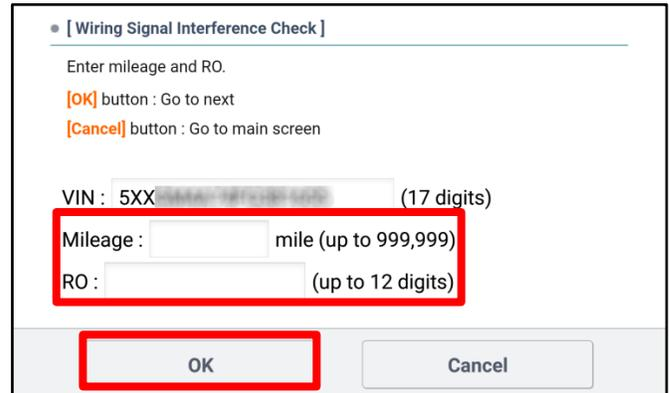 [ Wiring Signal Interference Check ]
Enter mileage and RO.
[OK] button : Go to next
[Cancel] button : Go to main screen
VIN : 5XX (17 digits)
Mileage : mile (up to 999,999)
RO : (up to 12 digits)
OK Cancel